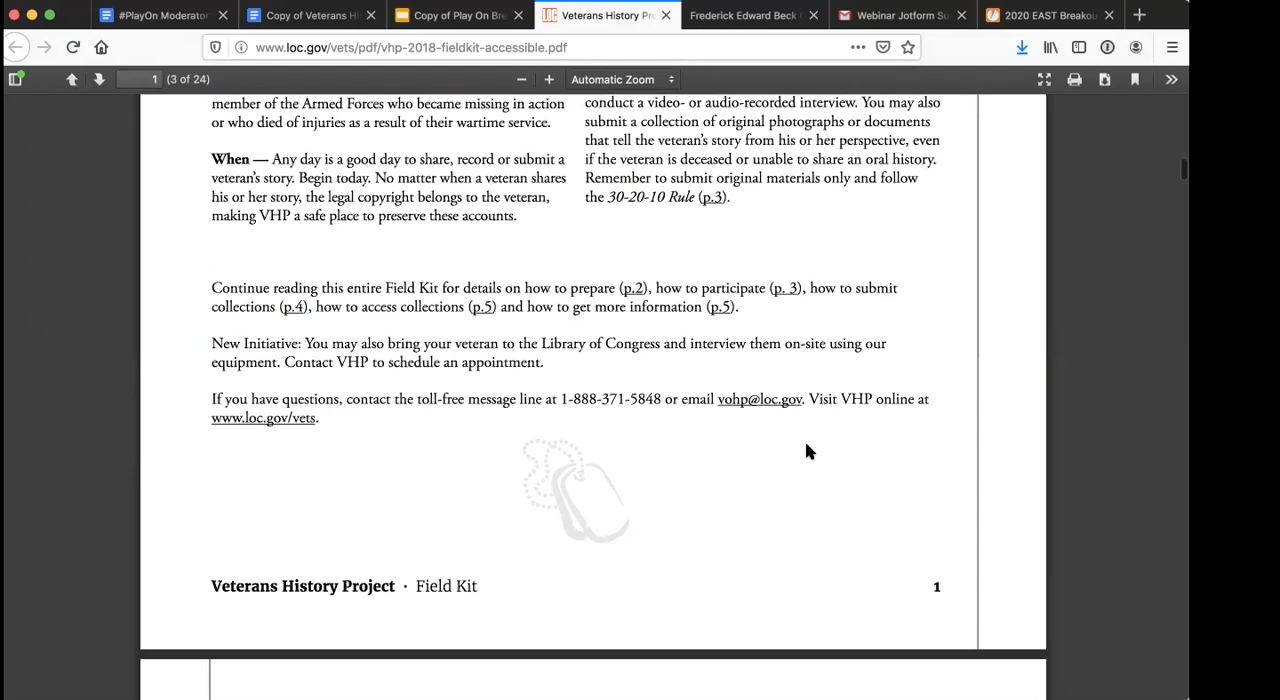 #PlayOn Moderato
Copy of Veterans Hi
Copy of Play On Bre
Veterans History Pro
Frederick Edward Beck
Webinar Jotform Su
2020 EAST Breakou
www.loc.gov/vets/pdf/vhp-2018-fieldkit-accessible.pdf
1 (3 of 24)
Automatic Zoom
member of the Armed Forces who became missing in action
or who died of injuries as a result of their wartime service.
When — Any day is a good day to share, record or submit a
veteran's story. Begin today. No matter when a veteran shares
his or her story, the legal copyright belongs to the veteran,
making VHP a safe place to preserve these accounts.
conduct a video- or audio-recorded interview. You may also
submit a collection of original photographs or documents
that tell the veteran's story from his or her perspective, even
if the veteran is deceased or unable to share an oral history.
Remember to submit original materials only and follow
the 30-20-10 Rule (p.3).
Continue reading this entire Field Kit for details on how to prepare (p.2), how to participate (p. 3), how to submit
collections (p.4), how to access collections (p.5) and how to get more information (p.5).
New Initiative: You may also bring your veteran to the Library of Congress and interview them on-site using our
equipment. Contact VHP to schedule an appointment.
If you have questions, contact the toll-free message line at 1-888-371-5848 or email vohp@loc.gov. Visit VHP online at
www.loc.gov/vets.
Veterans History Project · Field Kit
1